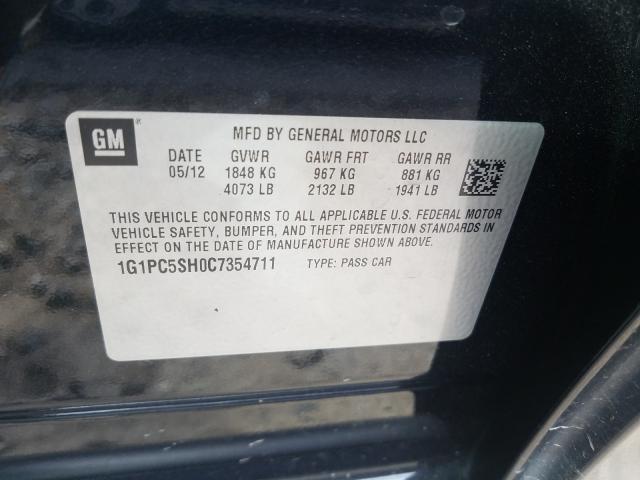 GM
MFD BY GENERAL MOTORS LLC
DATE GVWR GAWR FRT GAWR RR
05/12 1848 KG 967 KG 881 KG
4073 LB 2132 LB 1941 LB
THIS VEHICLE CONFORMS TO ALL APPLICABLE U.S. FEDERAL MOTOR
VEHICLE SAFETY, BUMPER, AND THEFT PREVENTION STANDARDS IN
EFFECT ON THE DATE OF MANUFACTURE SHOWN ABOVE.
1G1PC5SH0C7354711 TYPE: PASS CAR